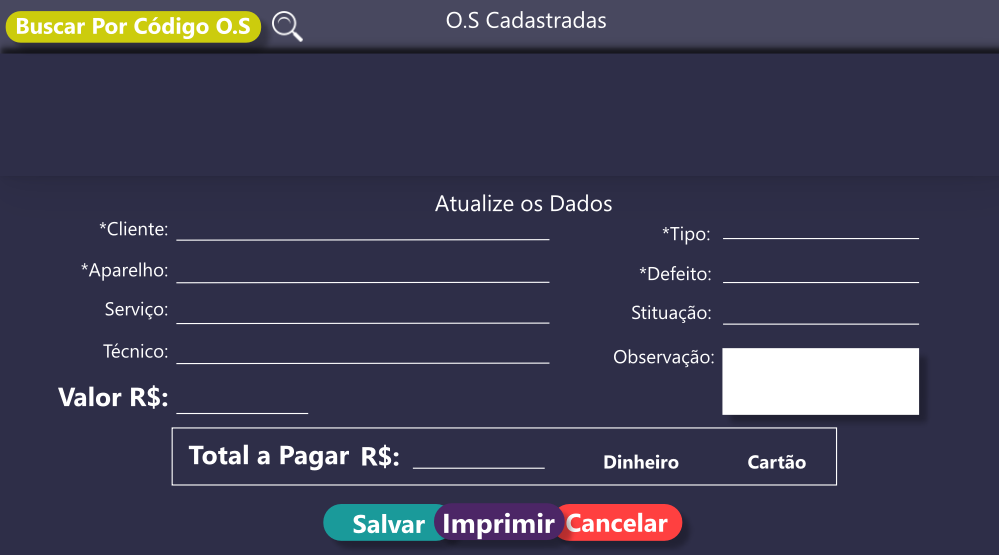 Buscar Por Código O.S
O.S Cadastradas
Atualize os Dados
*Cliente:
*Tipo:
*Aparelho:
*Defeito:
Serviço:
Stituação:
Técnico:
Observação:
Valor R$:
Total a Pagar R$:
Dinheiro
Cartão
Salvar
Imprimir
Cancelar